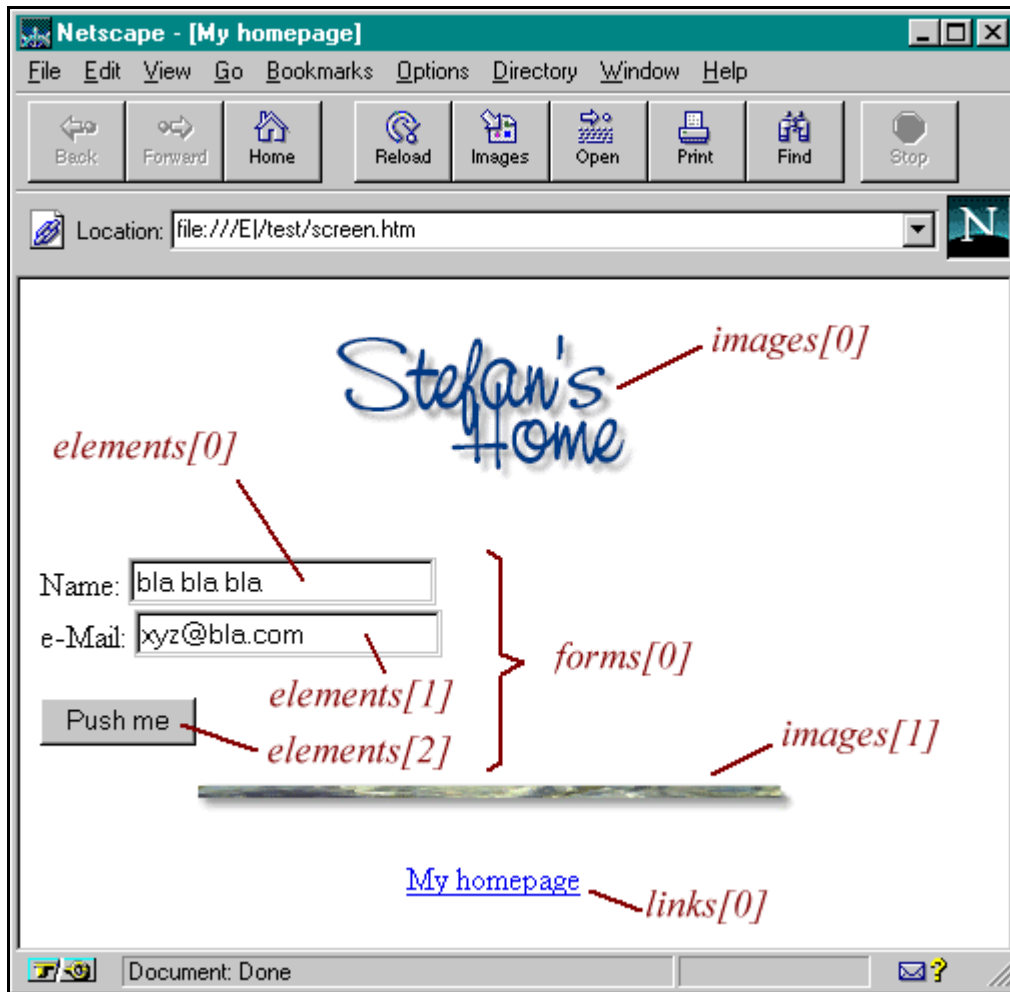 Netscape - [My homepage]
File Edit View Go Bookmarks Options Directory Window Help
Back Forward Home Reload Images Open Print Find Stop
Location: file:///E|/test/screen.htm
N
images[0]
Stefan's
Home
elements[0]
Name: bla bla bla
e-Mail: xyz@bla.com
forms[0]
elements[1]
Push me
elements[2]
images[1]
My homepage
links[0]
Document: Done